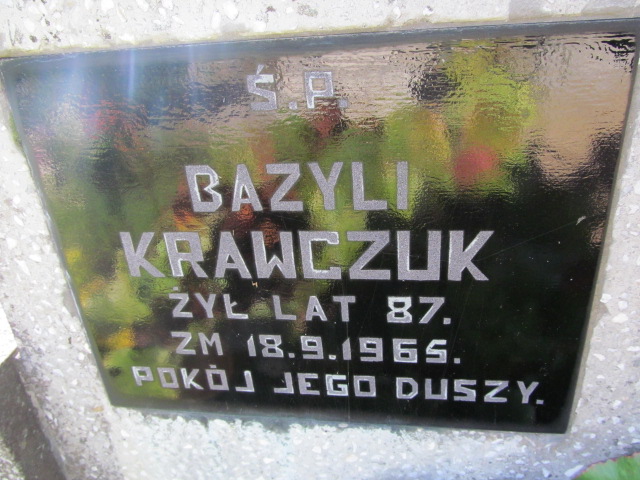 Ś.P.
BAZYLI
KRAWCZUK
ŻYŁ LAT 87.
ZM 18.9.1965.
POKÓJ JEGO DUSZY.